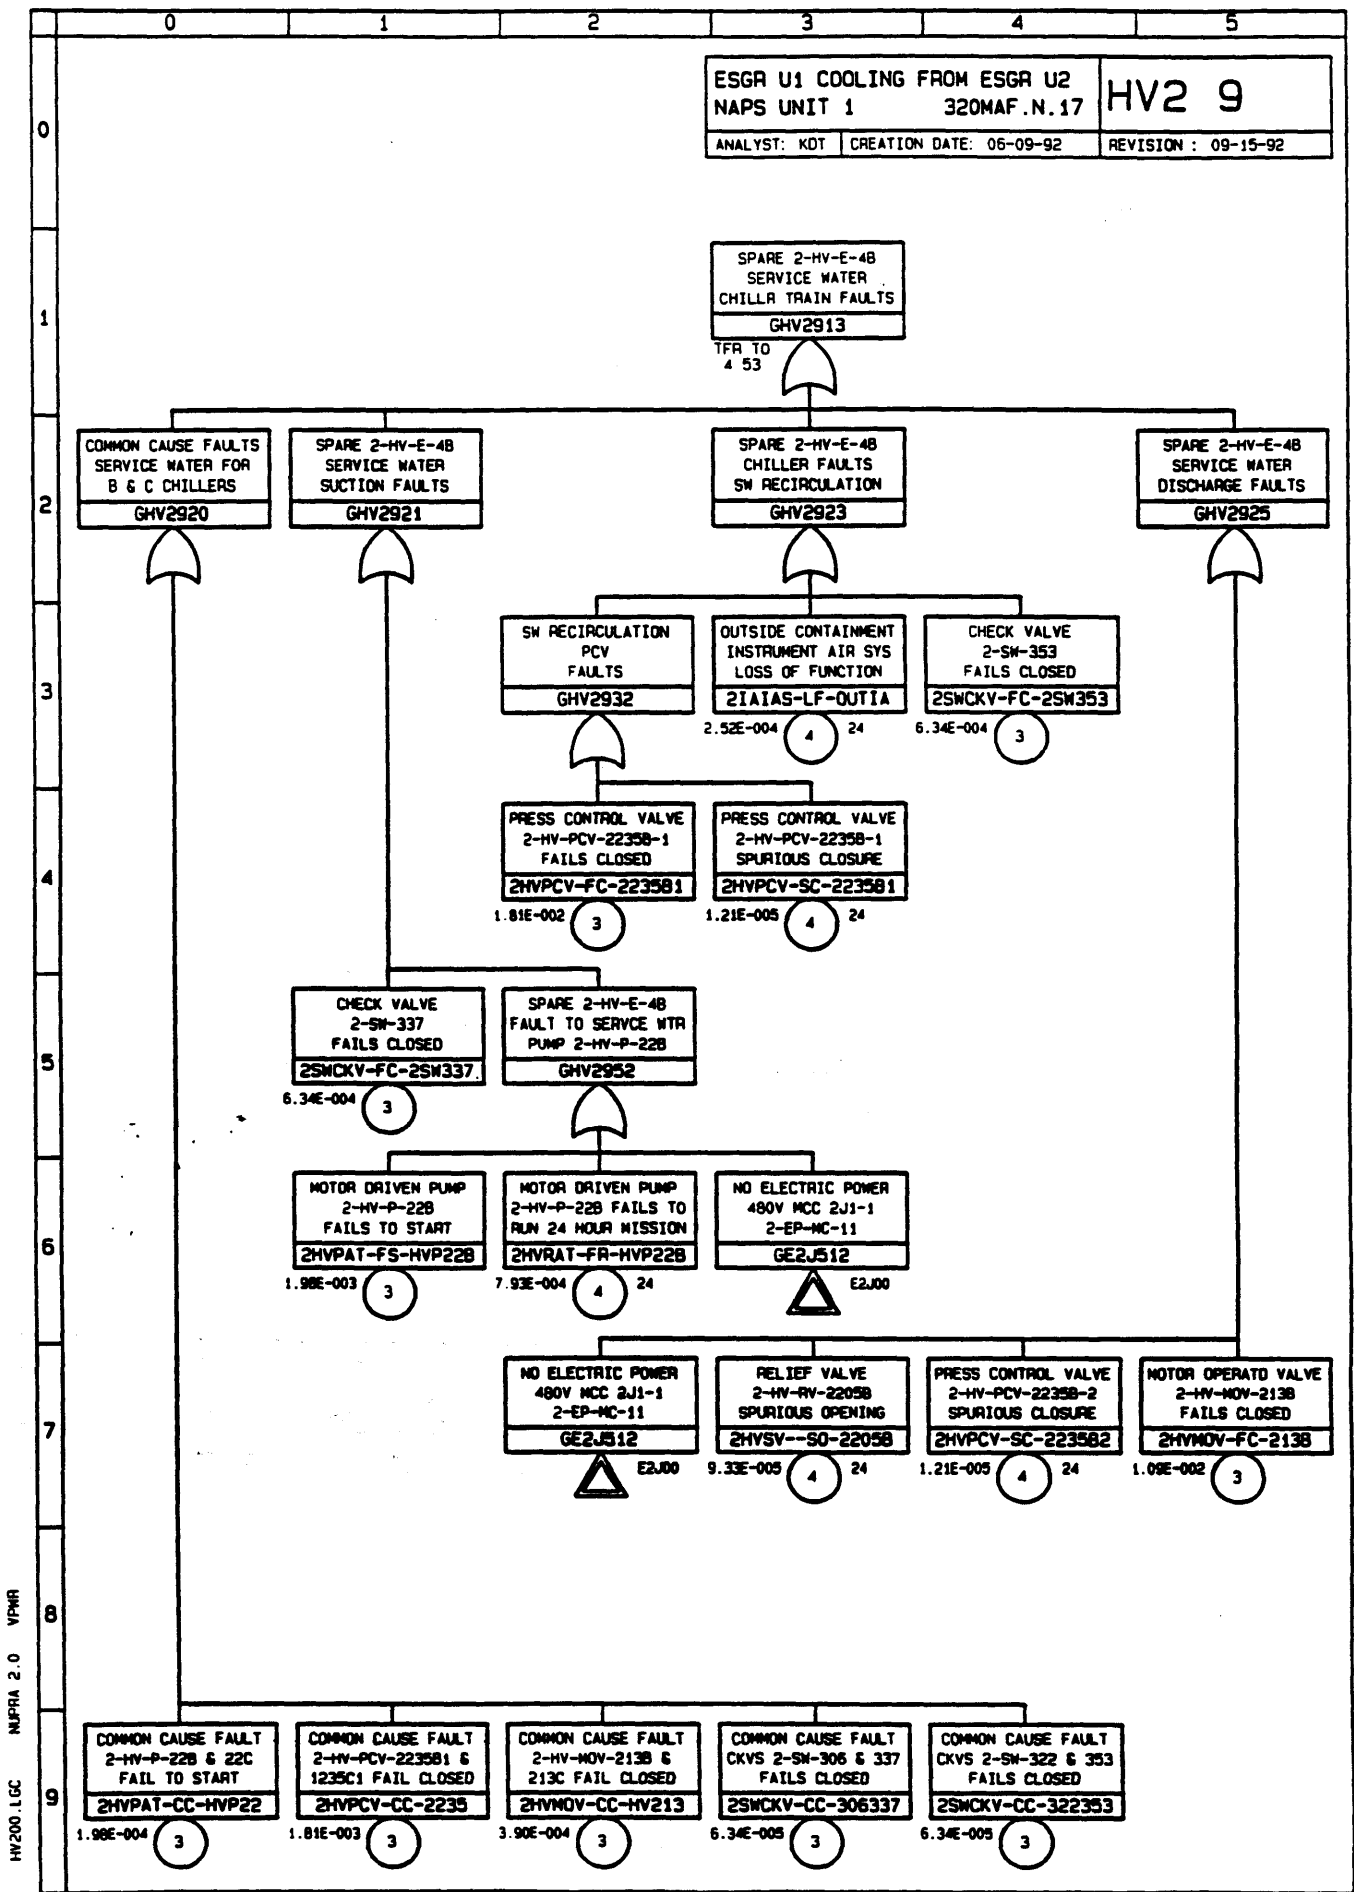 0 1 2 3 4 5
ESGR U1 COOLING FROM ESGR U2
NAPS UNIT 1 320MAF.N.17
HV2 9
ANALYST: KDT CREATION DATE: 06-09-92 REVISION : 09-15-92
0
SPARE 2-HV-E-4B
SERVICE WATER
CHILLR TRAIN FAULTS
GHV2913
TFR TO
4 53
1
COMMON CAUSE FAULTS
SERVICE WATER FOR
B & C CHILLERS
GHV2920
SPARE 2-HV-E-4B
SERVICE WATER
SUCTION FAULTS
GHV2921
SPARE 2-HV-E-4B
CHILLER FAULTS
SW RECIRCULATION
GHV2923
SPARE 2-HV-E-4B
SERVICE WATER
DISCHARGE FAULTS
GHV2925
2
SW RECIRCULATION
PCV
FAULTS
GHV2932
OUTSIDE CONTAINMENT
INSTRUMENT AIR SYS
LOSS OF FUNCTION
2IAIAS-LF-OUTIA
2.52E-004 4 24
CHECK VALVE
2-SW-353
FAILS CLOSED
2SWCKV-FC-2SW353
6.34E-004 3
3
PRESS CONTROL VALVE
2-HV-PCV-2235B-1
FAILS CLOSED
2HVPCV-FC-2235B1
1.81E-002 3
PRESS CONTROL VALVE
2-HV-PCV-2235B-1
SPURIOUS CLOSURE
2HVPCV-SC-2235B1
1.21E-005 4 24
4
CHECK VALVE
2-SW-337
FAILS CLOSED
2SWCKV-FC-2SW337
6.34E-004 3
SPARE 2-HV-E-4B
FAULT TO SERVCE WTR
PUMP 2-HV-P-22B
GHV2952
5
MOTOR DRIVEN PUMP
2-HV-P-22B
FAILS TO START
2HVPAT-FS-HVP22B
1.98E-003 3
MOTOR DRIVEN PUMP
2-HV-P-22B FAILS TO
RUN 24 HOUR MISSION
2HVRAT-FR-HVP22B
7.93E-004 4 24
NO ELECTRIC POWER
480V MCC 2J1-1
2-EP-MC-11
GE2J512
E2J00
6
NO ELECTRIC POWER
480V MCC 2J1-1
2-EP-MC-11
GE2J512
E2J00
RELIEF VALVE
2-HV-RV-2205B
SPURIOUS OPENING
2HVSV--SO-2205B
9.33E-005 4 24
PRESS CONTROL VALVE
2-HV-PCV-2235B-2
SPURIOUS CLOSURE
2HVPCV-SC-2235B2
1.21E-005 4 24
MOTOR OPERATD VALVE
2-HV-MOV-213B
FAILS CLOSED
2HVMOV-FC-213B
1.09E-002 3
7
8
COMMON CAUSE FAULT
2-HV-P-22B & 22C
FAIL TO START
2HVPAT-CC-HVP22
1.98E-004 3
COMMON CAUSE FAULT
2-HV-PCV-2235B1 &
1235C1 FAIL CLOSED
2HVPCV-CC-2235
1.81E-003 3
COMMON CAUSE FAULT
2-HV-MOV-213B &
213C FAIL CLOSED
2HVMOV-CC-HV213
3.90E-004 3
COMMON CAUSE FAULT
CKVS 2-SW-306 & 337
FAILS CLOSED
2SWCKV-CC-306337
6.34E-005 3
COMMON CAUSE FAULT
CKVS 2-SW-322 & 353
FAILS CLOSED
2SWCKV-CC-322353
6.34E-005 3
9
HV200.LGC NUPRA 2.0 VPWR